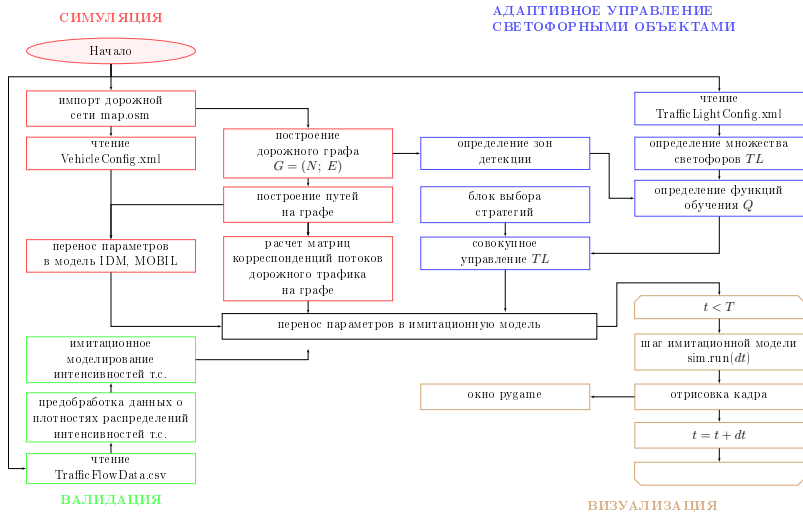 СИМУЛЯЦИЯ
АДАПТИВНОЕ УПРАВЛЕНИЕ
СВЕТОФОРНЫМИ ОБЪЕКТАМИ
Начало
импорт дорожной
сети map.osm
чтение
VehicleConfig.xml
построение
дорожного графа
G = (N; E)
построение путей
на графе
расчет матриц
корреспонденций потоков
дорожного трафика
на графе
перенос параметров
в модель IDM, MOBIL
определение зон
детекции
блок выбора
стратегий
совокупное
управление TL
чтение
TrafficLightConfig.xml
определение множества
светофоров TL
определение функций
обучения Q
перенос параметров в имитационную модель
имитационное
моделирование
интенсивностей т.с.
предобработка данных о
плотностях распределений
интенсивностей т.с.
чтение
TrafficFlowData.csv
ВАЛИДАЦИЯ
t < T
шаг имитационной модели
sim.run(dt)
окно pygame
отрисовка кадра
t = t + dt
ВИЗУАЛИЗАЦИЯ